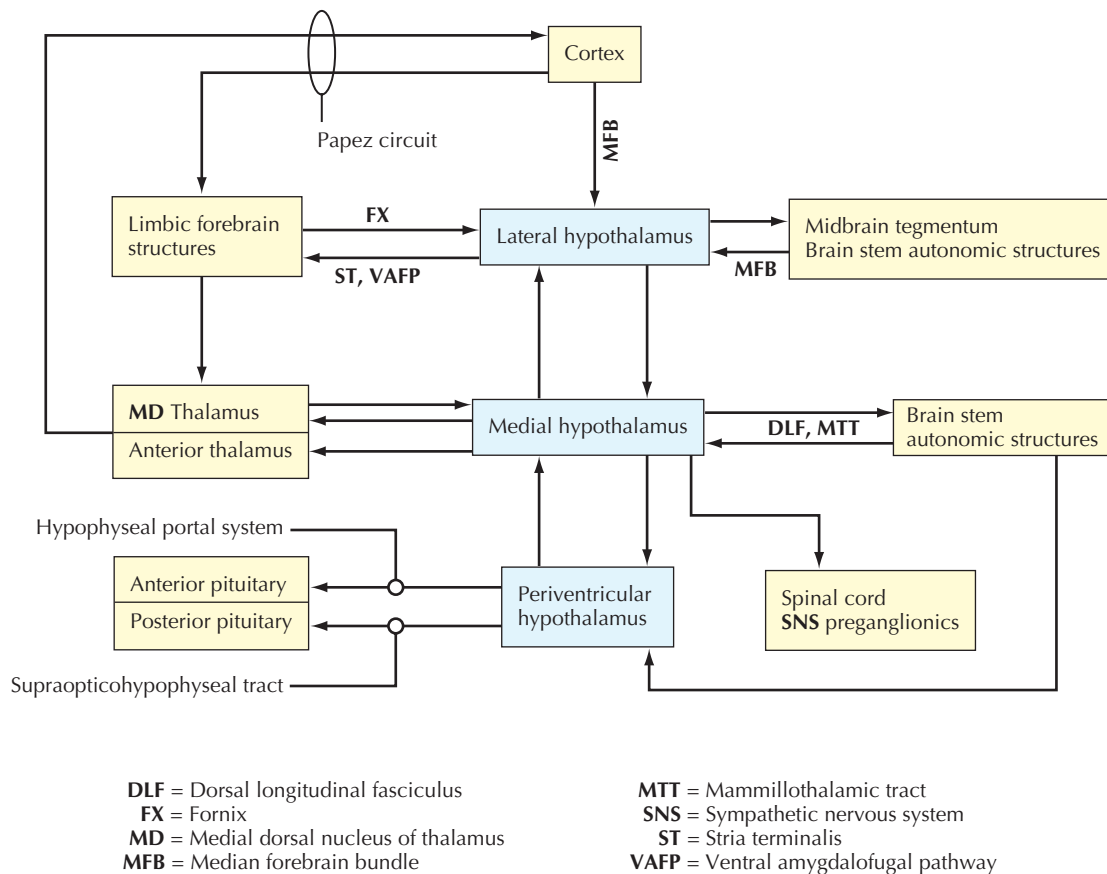 Cortex
Papez circuit
MFB
Limbic forebrain
structures
FX
ST, VAFP
Lateral hypothalamus
MFB
Midbrain tegmentum
Brain stem autonomic structures
MD Thalamus
Anterior thalamus
Medial hypothalamus
DLF, MTT
Brain stem
autonomic structures
Hypophyseal portal system
Anterior pituitary
Posterior pituitary
Supraopticohypophyseal tract
Periventricular
hypothalamus
Spinal cord
SNS preganglionics
DLF = Dorsal longitudinal fasciculus
FX = Fornix
MD = Medial dorsal nucleus of thalamus
MFB = Median forebrain bundle
MTT = Mammillothalamic tract
SNS = Sympathetic nervous system
ST = Stria terminalis
VAFP = Ventral amygdalofugal pathway